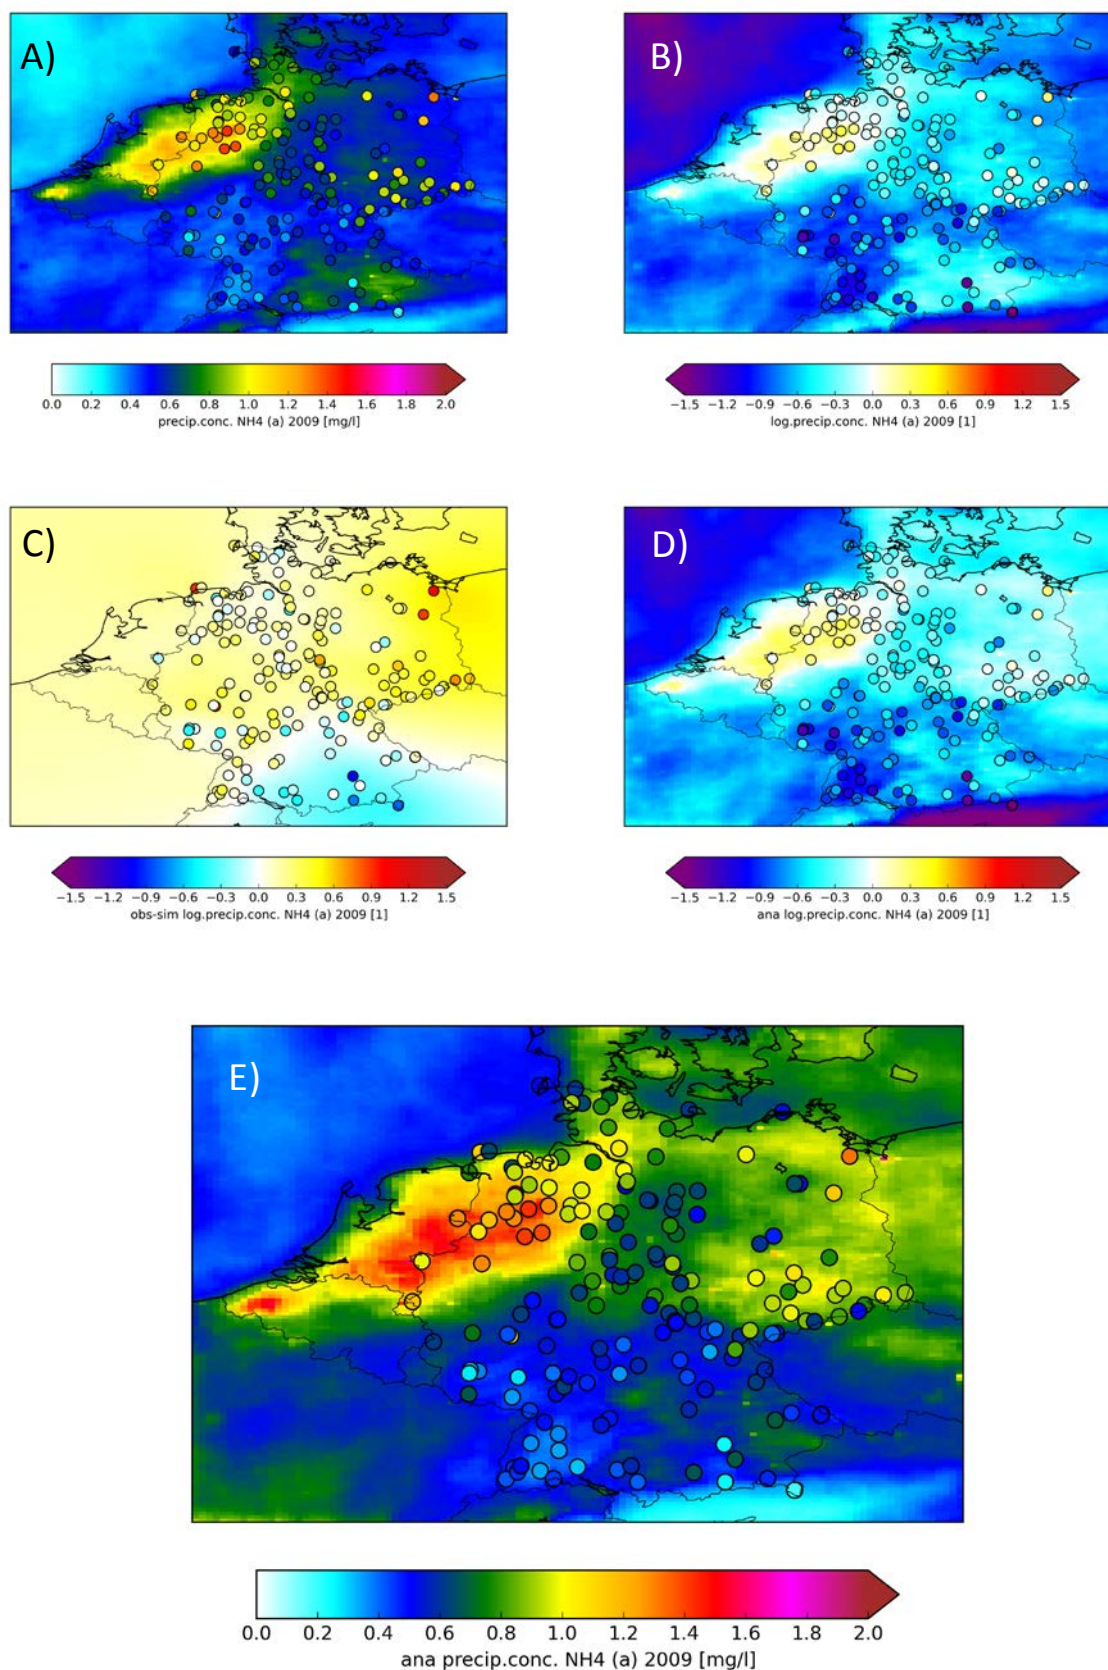 A)
B)
0.0 0.2 0.4 0.6 0.8 1.0 1.2 1.4 1.6 1.8 2.0
precip.conc. NH4 (a) 2009 [mg/l]
−1.5 −1.2 −0.9 −0.6 −0.3 0.0 0.3 0.6 0.9 1.2 1.5
log.precip.conc. NH4 (a) 2009 [1]
C)
D)
−1.5 −1.2 −0.9 −0.6 −0.3 0.0 0.3 0.6 0.9 1.2 1.5
obs-sim log.precip.conc. NH4 (a) 2009 [1]
−1.5 −1.2 −0.9 −0.6 −0.3 0.0 0.3 0.6 0.9 1.2 1.5
ana log.precip.conc. NH4 (a) 2009 [1]
E)
0.0 0.2 0.4 0.6 0.8 1.0 1.2 1.4 1.6 1.8 2.0
ana precip.conc. NH4 (a) 2009 [mg/l]